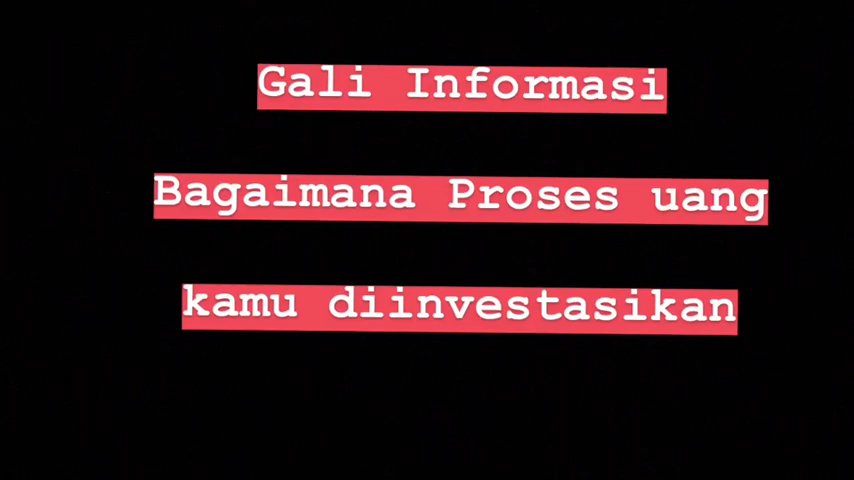 Gali Informasi
Bagaimana Proses uang
kamu diinvestasikan